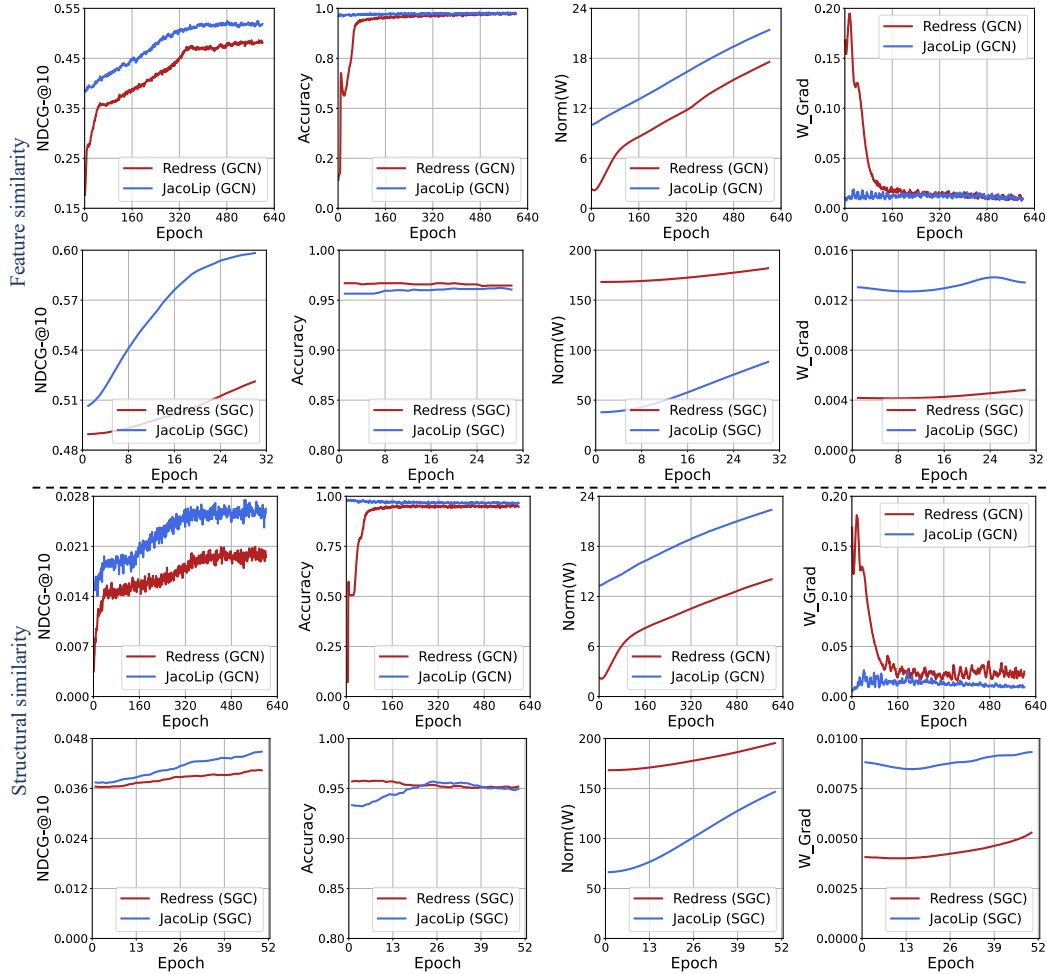 Feature similarity
0.55
0.45
0.35
0.25
0.15
NDCG-@10
0 160 320 480 640
Epoch
Redress (GCN)
JacoLip (GCN)
1.0
0.8
0.5
0.2
0.0
Accuracy
0 160 320 480 640
Epoch
Redress (GCN)
JacoLip (GCN)
24
18
12
6
0
Norm(W)
0 160 320 480 640
Epoch
Redress (GCN)
JacoLip (GCN)
0.20
0.15
0.10
0.05
0.00
W_Grad
0 160 320 480 640
Epoch
Redress (GCN)
JacoLip (GCN)
0.60
0.57
0.54
0.51
0.48
NDCG-@10
0 8 16 24 32
Epoch
Redress (SGC)
JacoLip (SGC)
1.00
0.95
0.90
0.85
0.80
Accuracy
0 8 16 24 32
Epoch
Redress (SGC)
JacoLip (SGC)
200
150
100
50
0
Norm(W)
0 8 16 24 32
Epoch
Redress (SGC)
JacoLip (SGC)
0.016
0.012
0.008
0.004
0.000
W_Grad
0 8 16 24 32
Epoch
Redress (SGC)
JacoLip (SGC)
Structural similarity
0.028
0.021
0.014
0.007
0.000
NDCG-@10
0 160 320 480 640
Epoch
Redress (GCN)
JacoLip (GCN)
1.00
0.75
0.50
0.25
0.00
Accuracy
0 160 320 480 640
Epoch
Redress (GCN)
JacoLip (GCN)
24
18
12
6
0
Norm(W)
0 160 320 480 640
Epoch
Redress (GCN)
JacoLip (GCN)
0.20
0.15
0.10
0.05
0.00
W_Grad
0 160 320 480 640
Epoch
Redress (GCN)
JacoLip (GCN)
0.048
0.036
0.024
0.012
0.000
NDCG-@10
0 13 26 39 52
Epoch
Redress (SGC)
JacoLip (SGC)
1.00
0.95
0.90
0.85
0.80
Accuracy
0 13 26 39 52
Epoch
Redress (SGC)
JacoLip (SGC)
200
150
100
50
0
Norm(W)
0 13 26 39 52
Epoch
Redress (SGC)
JacoLip (SGC)
0.0100
0.0075
0.0050
0.0025
0.0000
W_Grad
0 13 26 39 52
Epoch
Redress (SGC)
JacoLip (SGC)